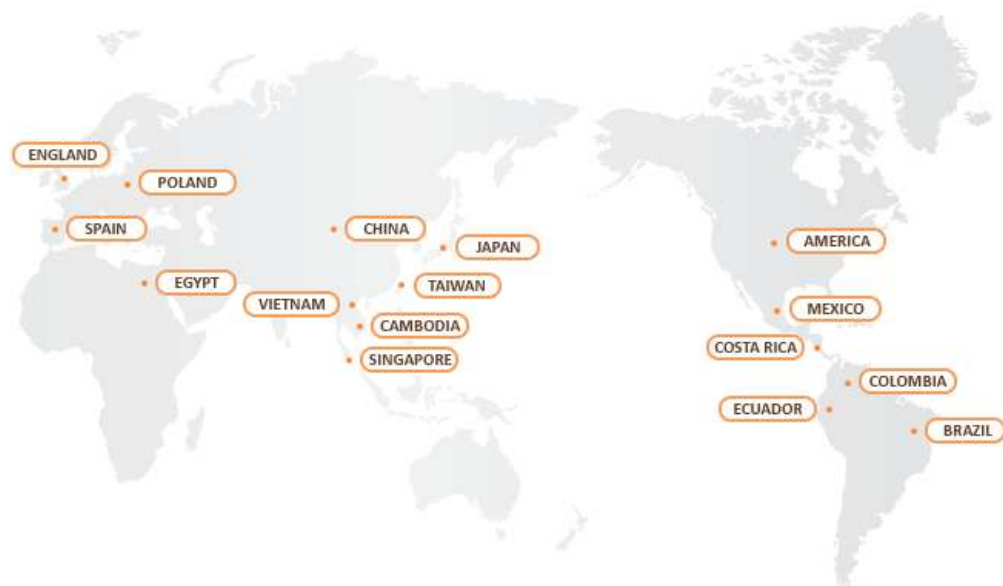 ENGLAND
POLAND
SPAIN
CHINA
JAPAN
AMERICA
EGYPT
TAIWAN
VIETNAM
MEXICO
CAMBODIA
COSTA RICA
SINGAPORE
COLOMBIA
ECUADOR
BRAZIL